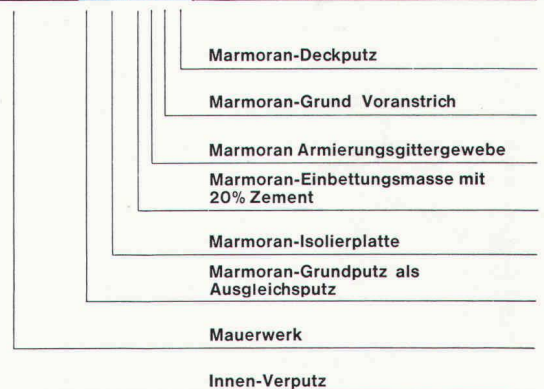 Marmoran-Deckputz
Marmoran-Grund Voranstrich
Marmoran Armierungsgittergewebe
Marmoran-Einbettungsmasse mit
20% Zement
Marmoran-Isolierplatte
Marmoran-Grundputz als
Ausgleichsputz
Mauerwerk
Innen-Verputz